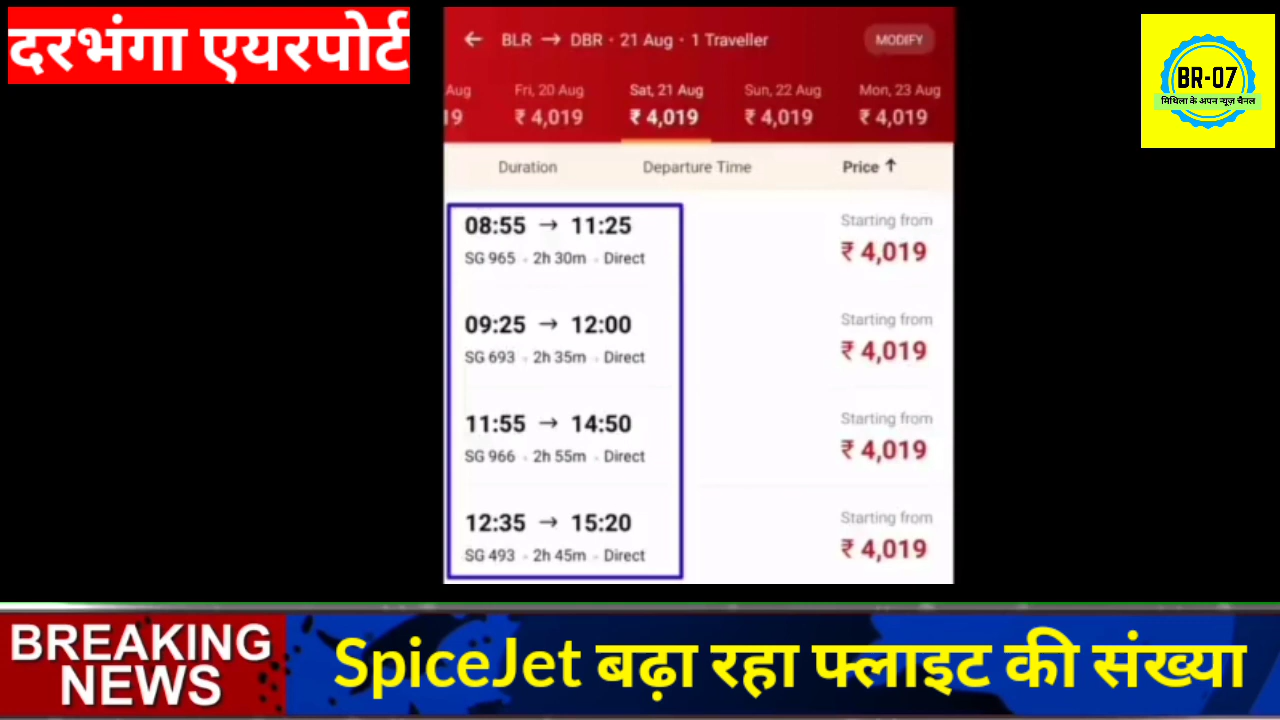 दरभंगा एयरपोर्ट
BR-07
मिथिला के अपन न्यूज़ चैनल
← BLR → DBR · 21 Aug · 1 Traveller MODIFY
Aug Fri, 20 Aug Sat, 21 Aug Sun, 22 Aug Mon, 23 Aug
19 ₹ 4,019 ₹ 4,019 ₹ 4,019 ₹ 4,019
Duration Departure Time Price ↑
08:55 → 11:25 Starting from
SG 965 · 2h 30m · Direct ₹ 4,019
09:25 → 12:00 Starting from
SG 693 · 2h 35m · Direct ₹ 4,019
11:55 → 14:50 Starting from
SG 966 · 2h 55m · Direct ₹ 4,019
12:35 → 15:20 Starting from
SG 493 · 2h 45m · Direct ₹ 4,019
BREAKING
NEWS
SpiceJet बढ़ा रहा फ्लाइट की संख्या